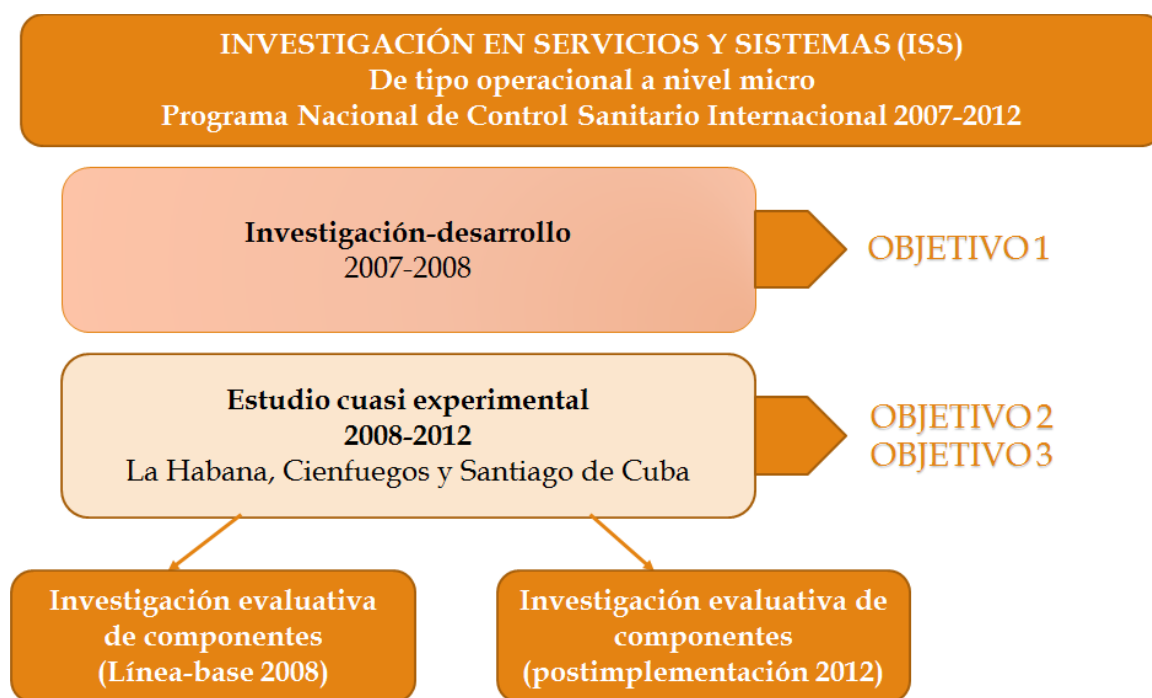 INVESTIGACIÓN EN SERVICIOS Y SISTEMAS (ISS)
De tipo operacional a nivel micro
Programa Nacional de Control Sanitario Internacional 2007-2012
Investigación-desarrollo
2007-2008
OBJETIVO 1
Estudio cuasi experimental
2008-2012
La Habana, Cienfuegos y Santiago de Cuba
OBJETIVO 2
OBJETIVO 3
Investigación evaluativa
de componentes
(Línea-base 2008)
Investigación evaluativa de
componentes
(postimplementación 2012)